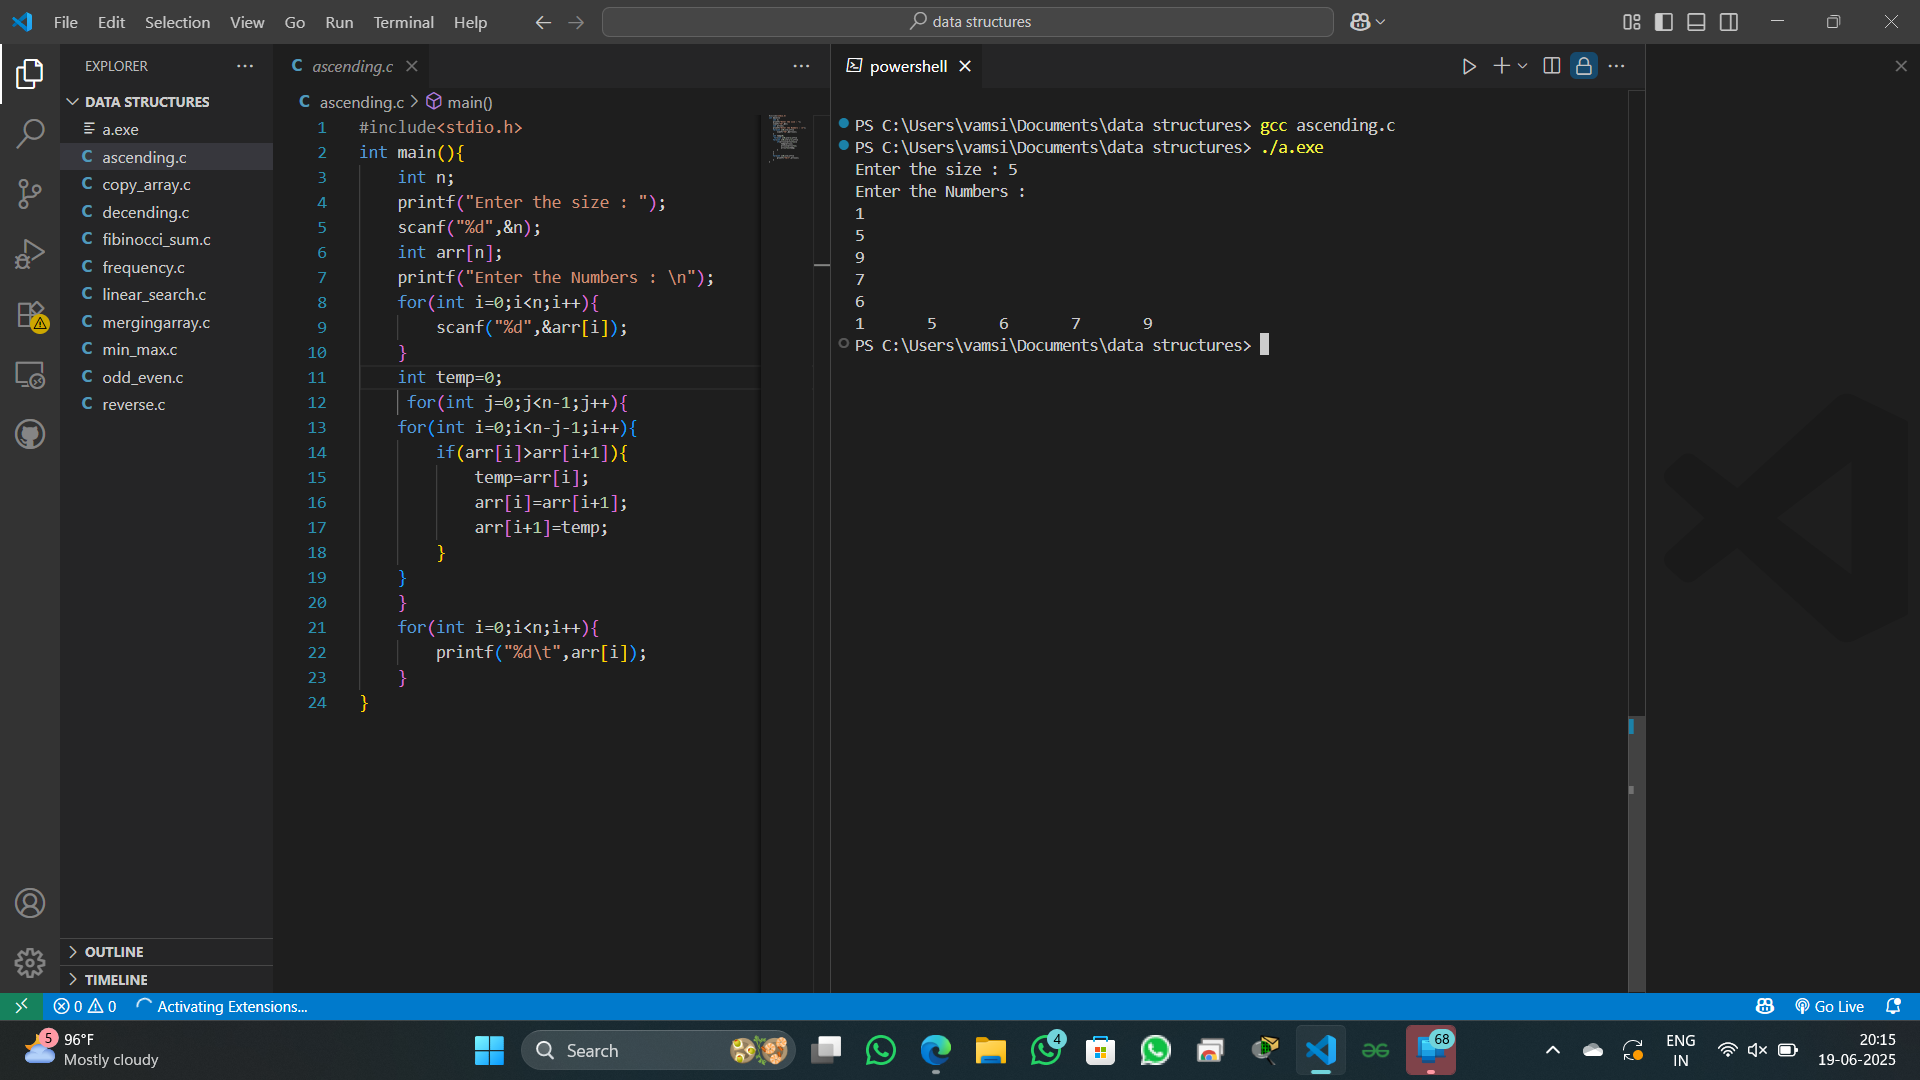 File Edit Selection View Go Run Terminal Help
data structures
EXPLORER
DATA STRUCTURES
a.exe
C ascending.c
C copy_array.c
C decending.c
C fibinocci_sum.c
C frequency.c
C linear_search.c
C mergingarray.c
C min_max.c
C odd_even.c
C reverse.c
OUTLINE
TIMELINE
C ascending.c
C ascending.c > main()
1 #include<stdio.h>
2 int main(){
3 int n;
4 printf("Enter the size : ");
5 scanf("%d",&n);
6 int arr[n];
7 printf("Enter the Numbers : \n");
8 for(int i=0;i<n;i++){
9 scanf("%d",&arr[i]);
10 }
11 int temp=0;
12 for(int j=0;j<n-1;j++){
13 for(int i=0;i<n-j-1;i++){
14 if(arr[i]>arr[i+1]){
15 temp=arr[i];
16 arr[i]=arr[i+1];
17 arr[i+1]=temp;
18 }
19 }
20 }
21 for(int i=0;i<n;i++){
22 printf("%d\t",arr[i]);
23 }
24 }
powershell
PS C:\Users\vamsi\Documents\data structures> gcc ascending.c
PS C:\Users\vamsi\Documents\data structures> ./a.exe
Enter the size : 5
Enter the Numbers :
1
5
9
7
6
1 5 6 7 9
PS C:\Users\vamsi\Documents\data structures>
0 0 Activating Extensions...
Go Live
5
96°F
Mostly cloudy
Search
4
68
ENG
IN
20:15
19-06-2025